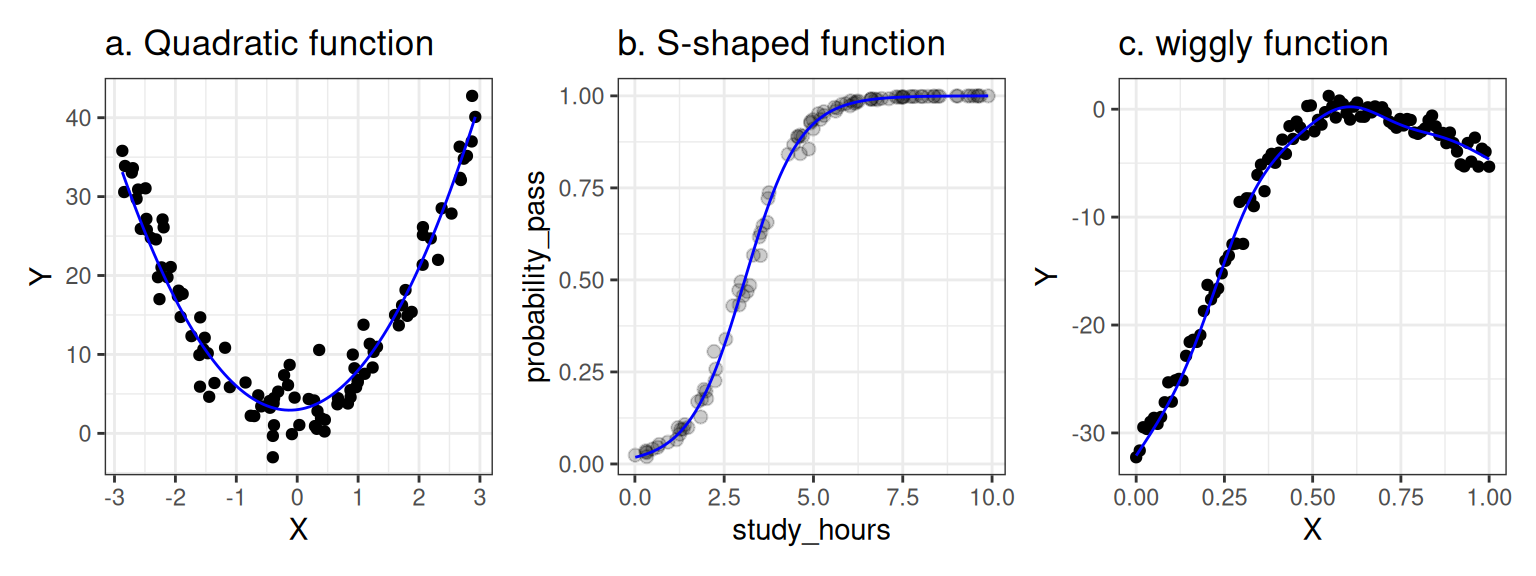 a. Quadratic function
40
30
20
10
0
Y
-3 -2 -1 0 1 2 3
X
b. S-shaped function
1.00
0.75
0.50
0.25
0.00
probability_pass
0.0 2.5 5.0 7.5 10.0
study_hours
c. wiggly function
0
-10
-20
-30
Y
0.00 0.25 0.50 0.75 1.00
X